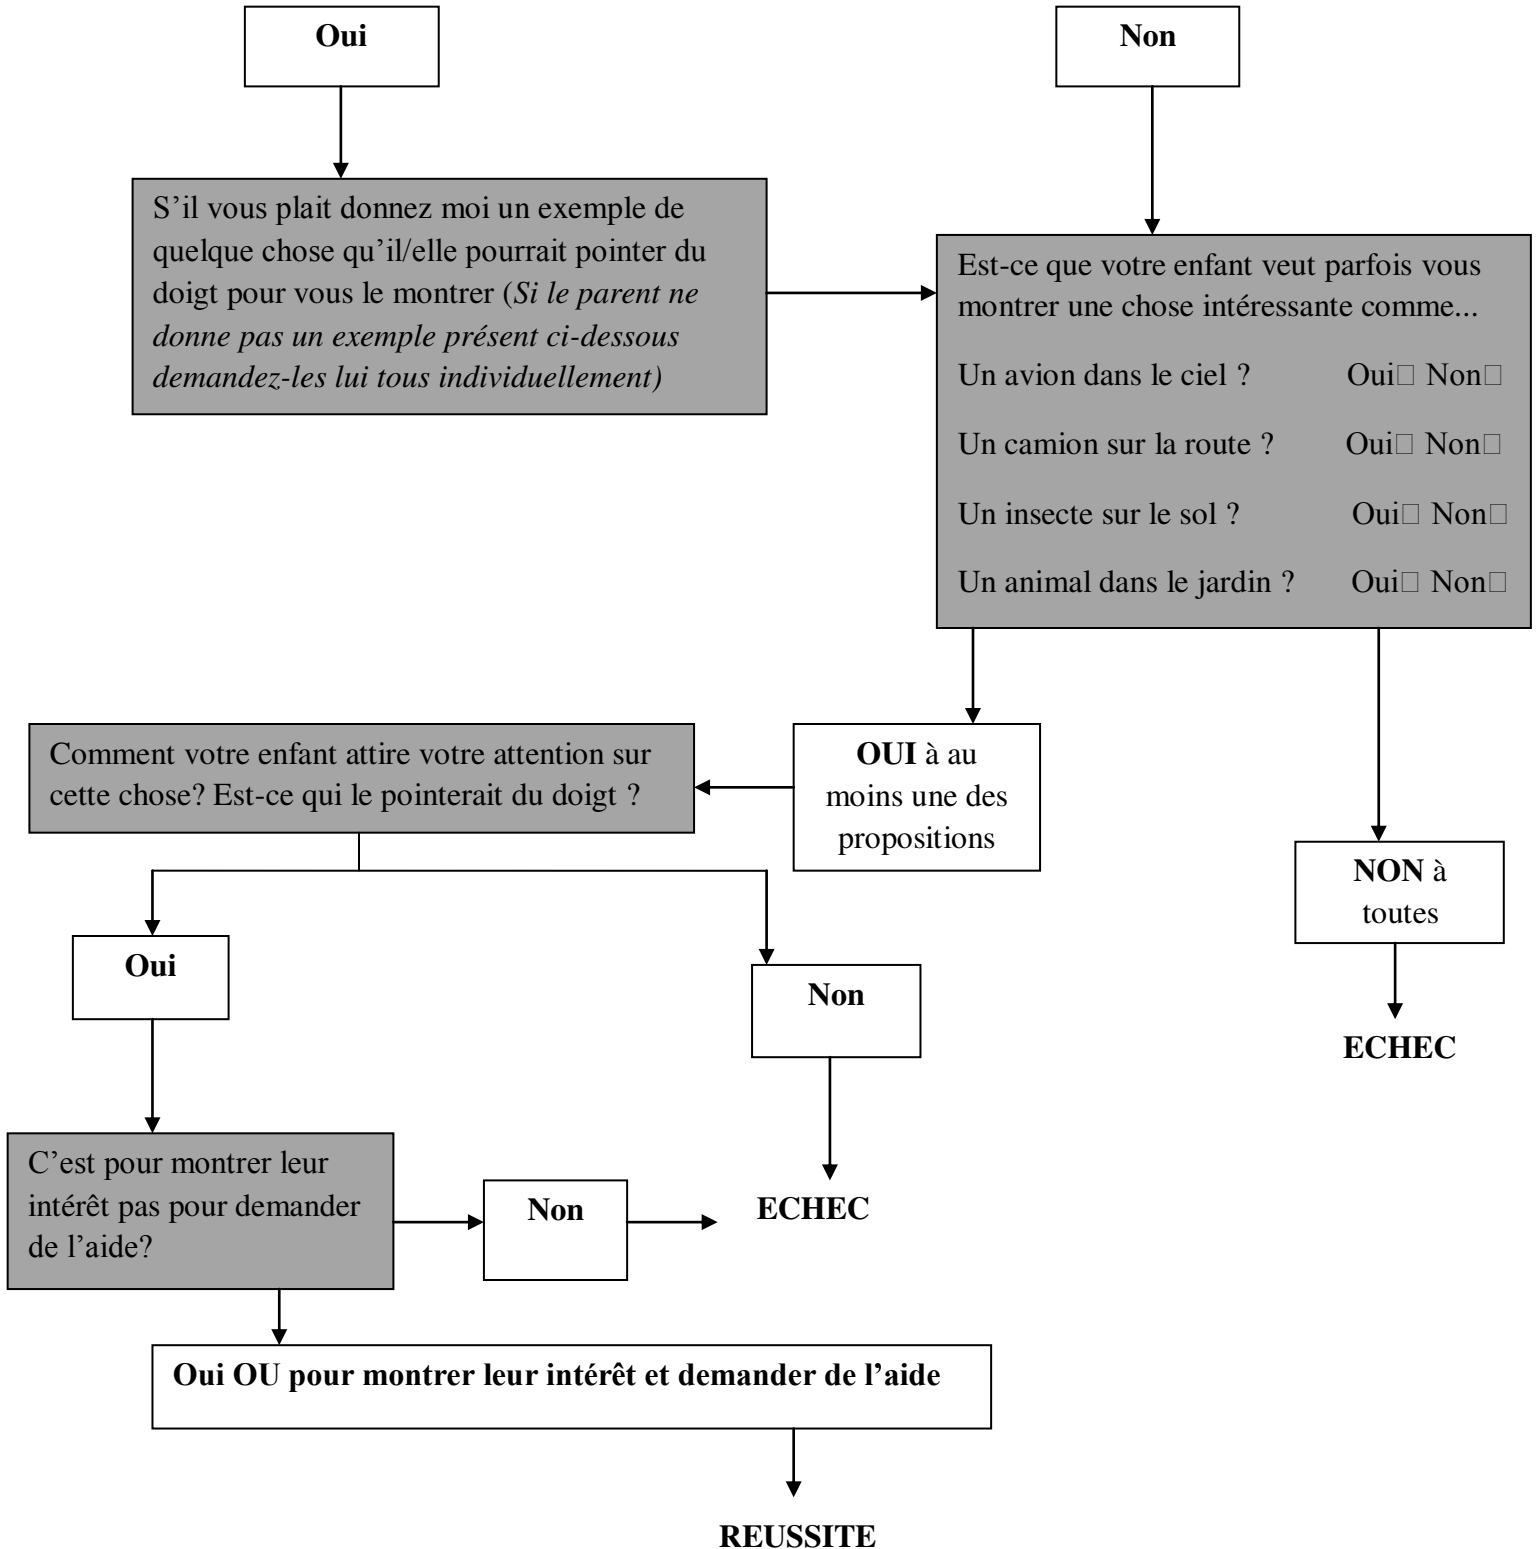 Oui
Non
S’il vous plait donnez moi un exemple de
quelque chose qu’il/elle pourrait pointer du
doigt pour vous le montrer (Si le parent ne
donne pas un exemple présent ci-dessous
demandez-les lui tous individuellement)
Est-ce que votre enfant veut parfois vous
montrer une chose intéressante comme...
Un avion dans le ciel ? Oui□ Non□
Un camion sur la route ? Oui□ Non□
Un insecte sur le sol ? Oui□ Non□
Un animal dans le jardin ? Oui□ Non□
Comment votre enfant attire votre attention sur
cette chose? Est-ce qui le pointerait du doigt ?
OUI à au
moins une des
propositions
NON à
toutes
Oui
Non
ECHEC
C’est pour montrer leur
intérêt pas pour demander
de l’aide?
Non
ECHEC
Oui OU pour montrer leur intérêt et demander de l’aide
REUSSITE